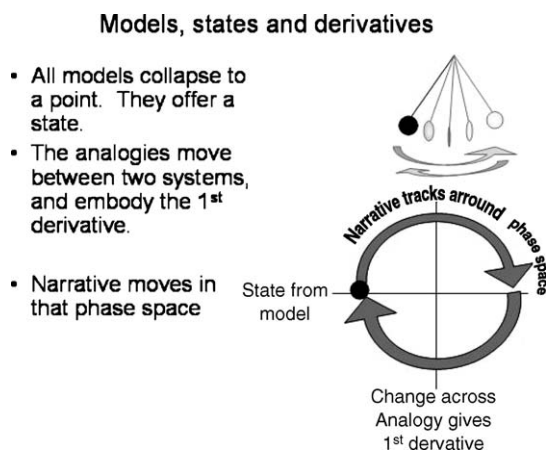 Models, states and derivatives
• All models collapse to
a point. They offer a
state.
• The analogies move
between two systems,
and embody the 1st
derivative.
• Narrative moves in
that phase space
Narrative tracks arround phase space
State from
model
Change across
Analogy gives
1st dervative